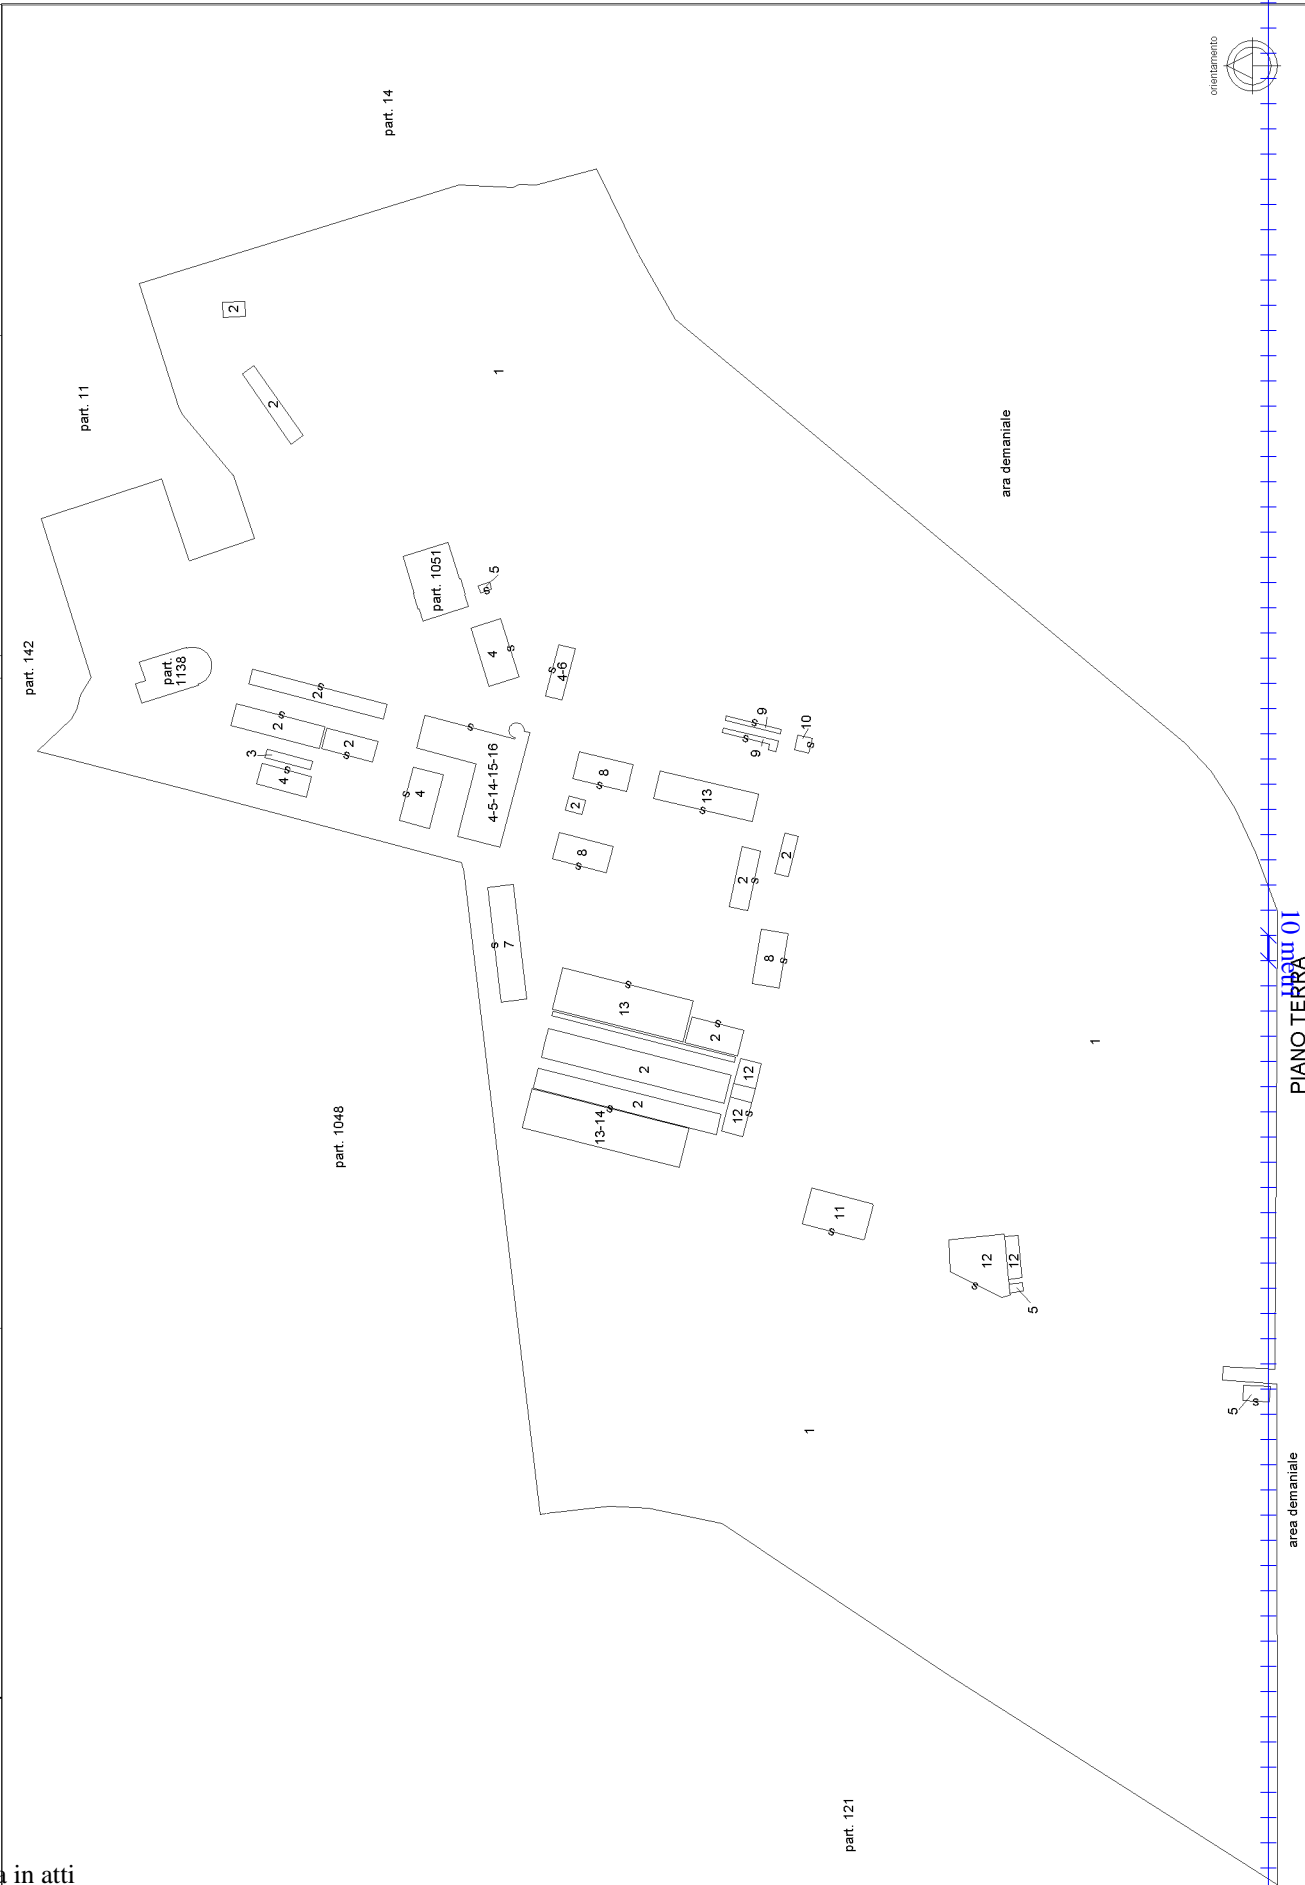 orientamento
part. 14
part. 11
2
1
2
ara demaniale
part. 142
part. 1051
s
5
part.
1138
4
s
s
4-6
2
s
2
s
2
s
3
4
s
s
4-5-14-15-16
4
s
8
s
2
8
s
s
9
s
9
10
s
13
s
2
s
2
8
s
s
7
10 metri
PIANO TERRA
13
s
2
s
2
2
12
12
s
13-14
s
1
part. 1048
11
s
12
s
12
5
5
s
1
area demaniale
part. 121
a in atti